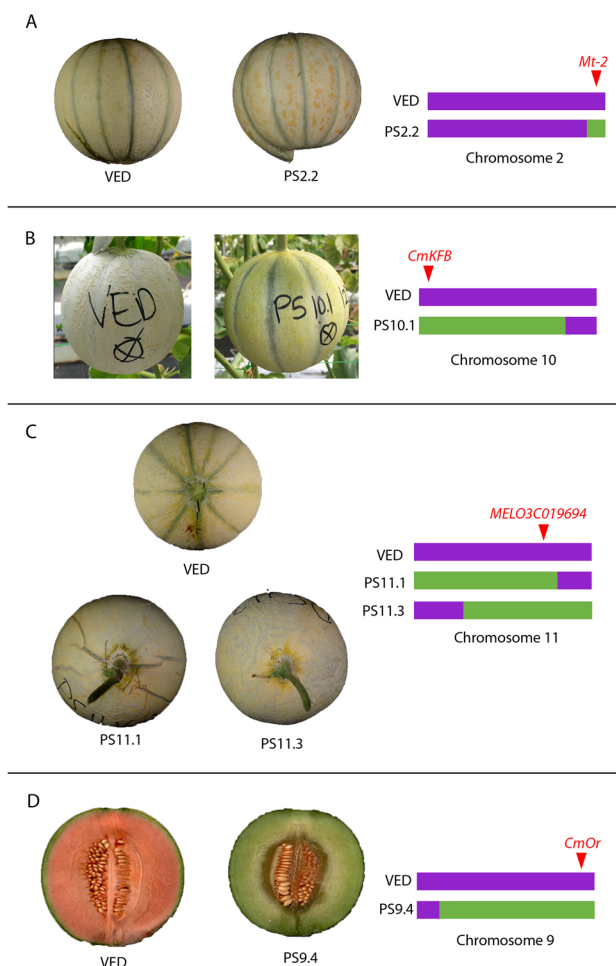 A
Mt-2
VED
PS2.2
Chromosome 2
VED
PS2.2
B
CmKFB
VED
PS 10.1
VED
PS10.1
Chromosome 10
C
MELO3C019694
VED
PS11.1
PS11.3
Chromosome 11
VED
PS11.1
PS11.3
D
CmOr
VED
PS9.4
Chromosome 9
VED
PS9.4